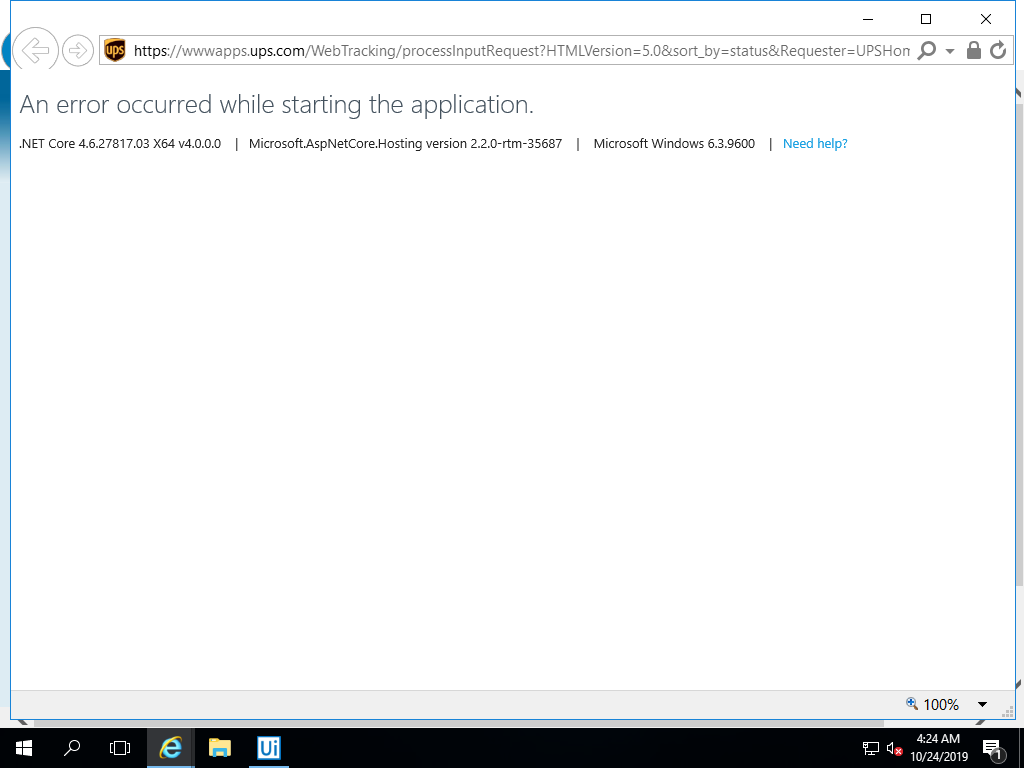 ups
https://wwwapps.ups.com/WebTracking/processInputRequest?HTMLVersion=5.0&sort_by=status&Requester=UPSHom
An error occurred while starting the application.
.NET Core 4.6.27817.03 X64 v4.0.0.0 | Microsoft.AspNetCore.Hosting version 2.2.0-rtm-35687 | Microsoft Windows 6.3.9600 | Need help?
100%
Ui
4:24 AM
10/24/2019
1